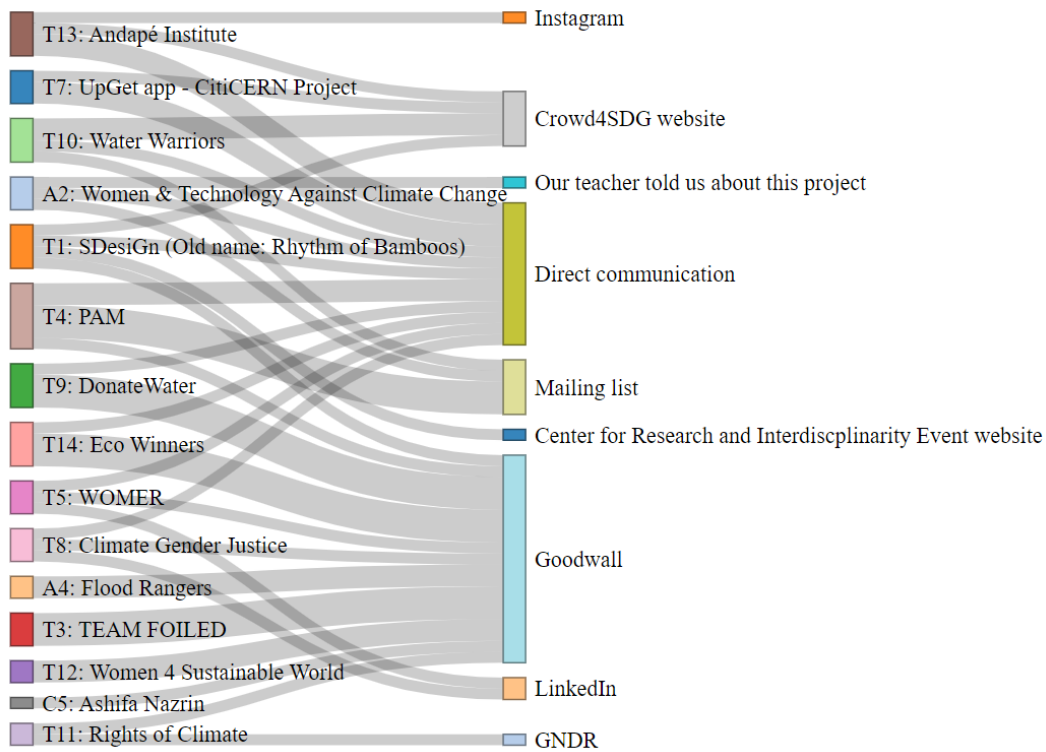 T13: Andapé Institute
T7: UpGet app - CitiCERN Project
T10: Water Warriors
A2: Women & Technology Against Climate Change
T1: SDesiGn (Old name: Rhythm of Bamboos)
T4: PAM
T9: DonateWater
T14: Eco Winners
T5: WOMER
T8: Climate Gender Justice
A4: Flood Rangers
T3: TEAM FOILED
T12: Women 4 Sustainable World
C5: Ashifa Nazrin
T11: Rights of Climate
Instagram
Crowd4SDG website
Our teacher told us about this project
Direct communication
Mailing list
Center for Research and Interdiscplinarity Event website
Goodwall
LinkedIn
GNDR